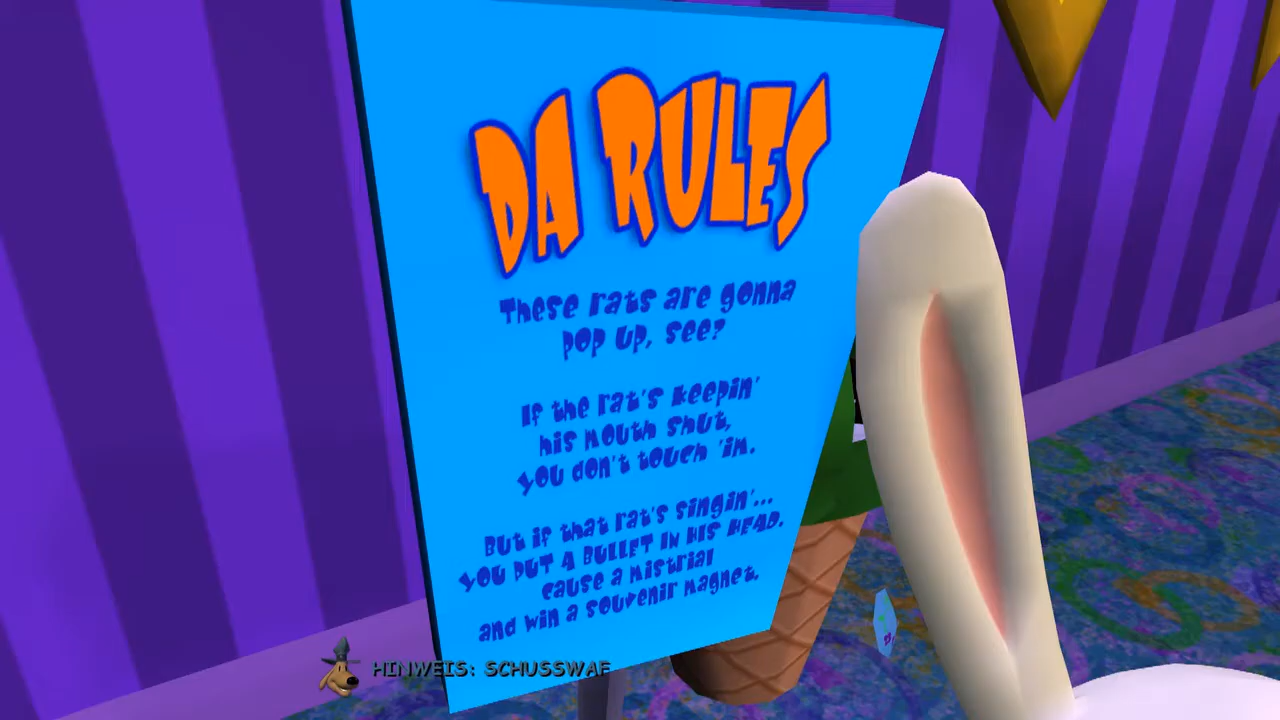 DA RULES
These rats are gonna
pop up, see?
If the rat's keepin'
his mouth shut,
you don't touch 'im.
But if that rat's singin'...
you PUT A BULLET IN HIS HEAD.
cause a mistrial
and win a souvenir magnet.
HINWEIS: SCHUSSWAF